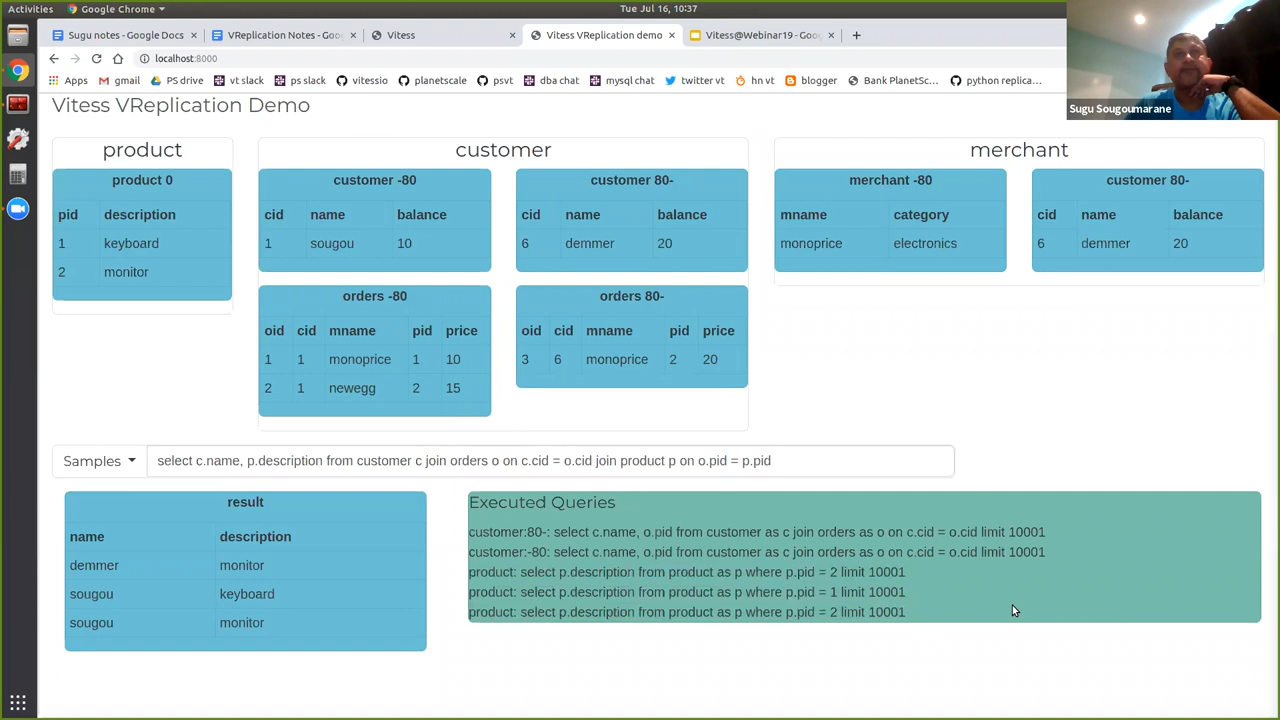 Activities
Google Chrome
Tue Jul 16, 10:37
Sugu notes - Google Docs
VReplication Notes - Goog
Vitess
Vitess VReplication demo
Vitess@Webinar19 - Goog
localhost:8000
Apps
gmail
PS drive
vt slack
ps slack
vitessio
planetscale
psvt
dba chat
mysql chat
twitter vt
hn vt
blogger
Bank PlanetSc...
python replica...
Sugu Sougoumarane
Vitess VReplication Demo
product
customer
merchant
product 0
customer -80
customer 80-
merchant -80
customer 80-
pid description
cid name balance
cid name balance
mname category
cid name balance
1 keyboard
1 sougou 10
6 demmer 20
monoprice electronics
6 demmer 20
2 monitor
orders -80
orders 80-
oid cid mname pid price
oid cid mname pid price
1 1 monoprice 1 10
3 6 monoprice 2 20
2 1 newegg 2 15
Samples
select c.name, p.description from customer c join orders o on c.cid = o.cid join product p on o.pid = p.pid
result
name description
demmer monitor
sougou keyboard
sougou monitor
Executed Queries
customer:80-: select c.name, o.pid from customer as c join orders as o on c.cid = o.cid limit 10001
customer:-80: select c.name, o.pid from customer as c join orders as o on c.cid = o.cid limit 10001
product: select p.description from product as p where p.pid = 2 limit 10001
product: select p.description from product as p where p.pid = 1 limit 10001
product: select p.description from product as p where p.pid = 2 limit 10001